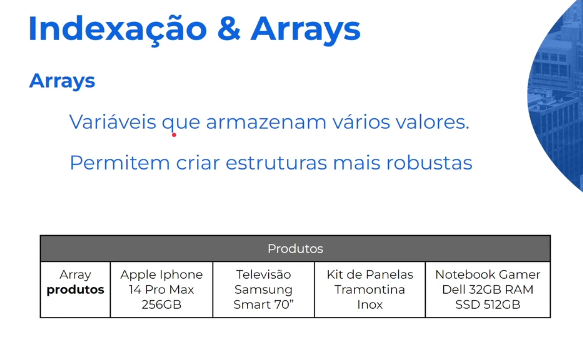 Indexação & Arrays
Arrays
Variáveis que armazenam vários valores.
Permitem criar estruturas mais robustas
Produtos
Array
produtos
Apple Iphone
14 Pro Max
256GB
Televisão
Samsung
Smart 70”
Kit de Panelas
Tramontina
Inox
Notebook Gamer
Dell 32GB RAM
SSD 512GB